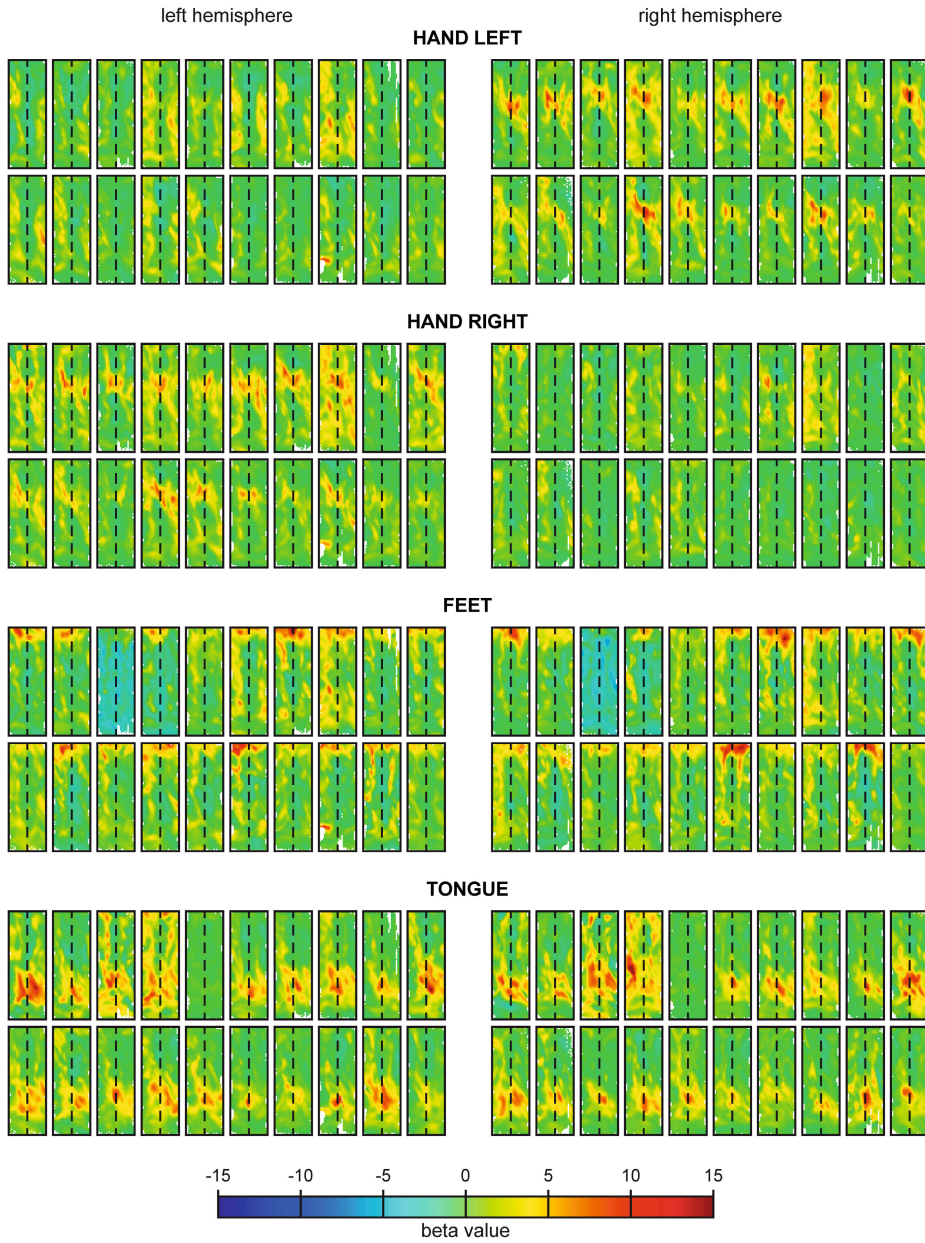 left hemisphere right hemisphere
HAND LEFT
HAND RIGHT
FEET
TONGUE
-15 -10 -5 0 5 10 15
beta value